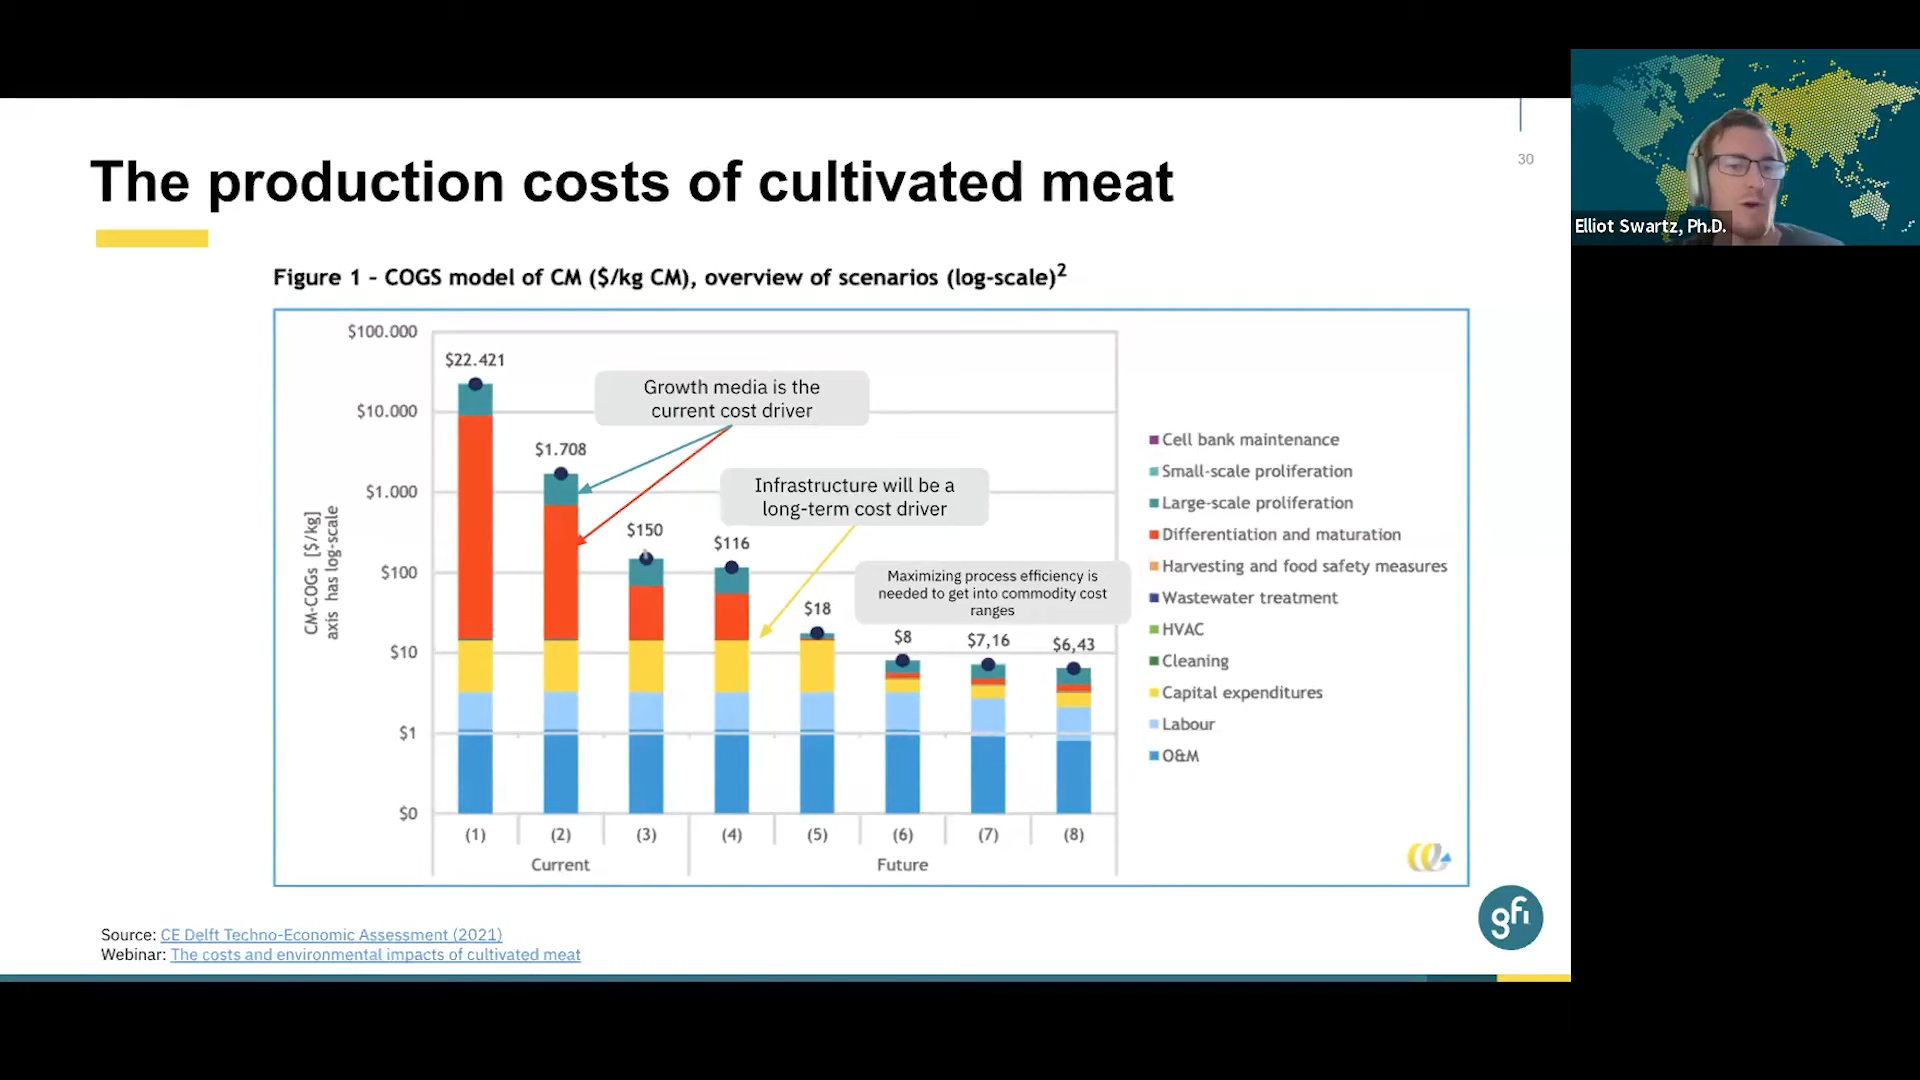 30
The production costs of cultivated meat
Figure 1 – COGS model of CM ($/kg CM), overview of scenarios (log-scale)2
CM-COGs [$/kg]
axis has log-scale
$100.000
$10.000
$1.000
$100
$10
$1
$0
$22.421
$1.708
$150
$116
$18
$8
$7,16
$6,43
Growth media is the
current cost driver
Infrastructure will be a
long-term cost driver
Maximizing process efficiency is
needed to get into commodity cost
ranges
(1) (2) (3) (4) (5) (6) (7) (8)
Current Future
Cell bank maintenance
Small-scale proliferation
Large-scale proliferation
Differentiation and maturation
Harvesting and food safety measures
Wastewater treatment
HVAC
Cleaning
Capital expenditures
Labour
O&M
gfi
Source: CE Delft Techno-Economic Assessment (2021)
Webinar: The costs and environmental impacts of cultivated meat
Elliot Swartz, Ph.D.